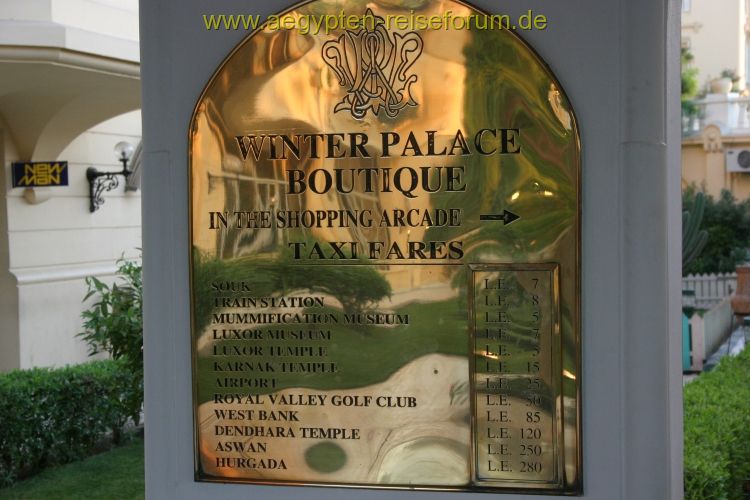 www.aegypten-reiseforum.de
WINTER PALACE
BOUTIQUE
IN THE SHOPPING ARCADE
TAXI FARES
SOUK L.E. 7
TRAIN STATION L.E. 8
MUMMIFICATION MUSEUM L.E. 5
LUXOR MUSEUM L.E. 7
LUXOR TEMPLE L.E. 5
KARNAK TEMPLE L.E. 15
AIRPORT L.E. 25
ROYAL VALLEY GOLF CLUB L.E. 50
WEST BANK L.E. 85
DENDHARA TEMPLE L.E. 120
ASWAN L.E. 250
HURGADA L.E. 280